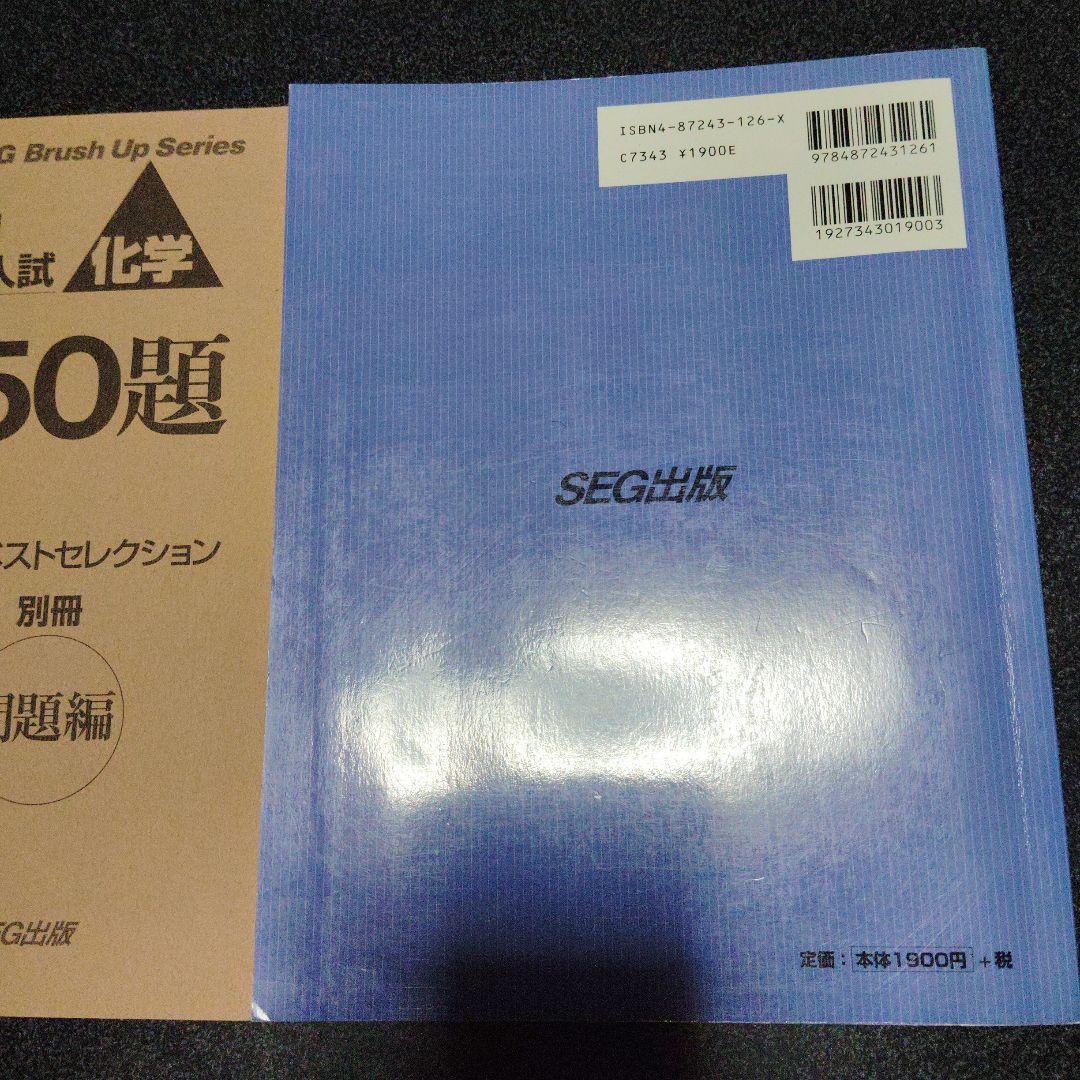 G Brush Up Series
入試
化学
50題
ベストセレクション
別冊
問題編
SEG出版
ISBN4-87243-126-X
C7343 ¥1900E
9784872431261
1927343019003
SEG出版
定価：本体1900円+税